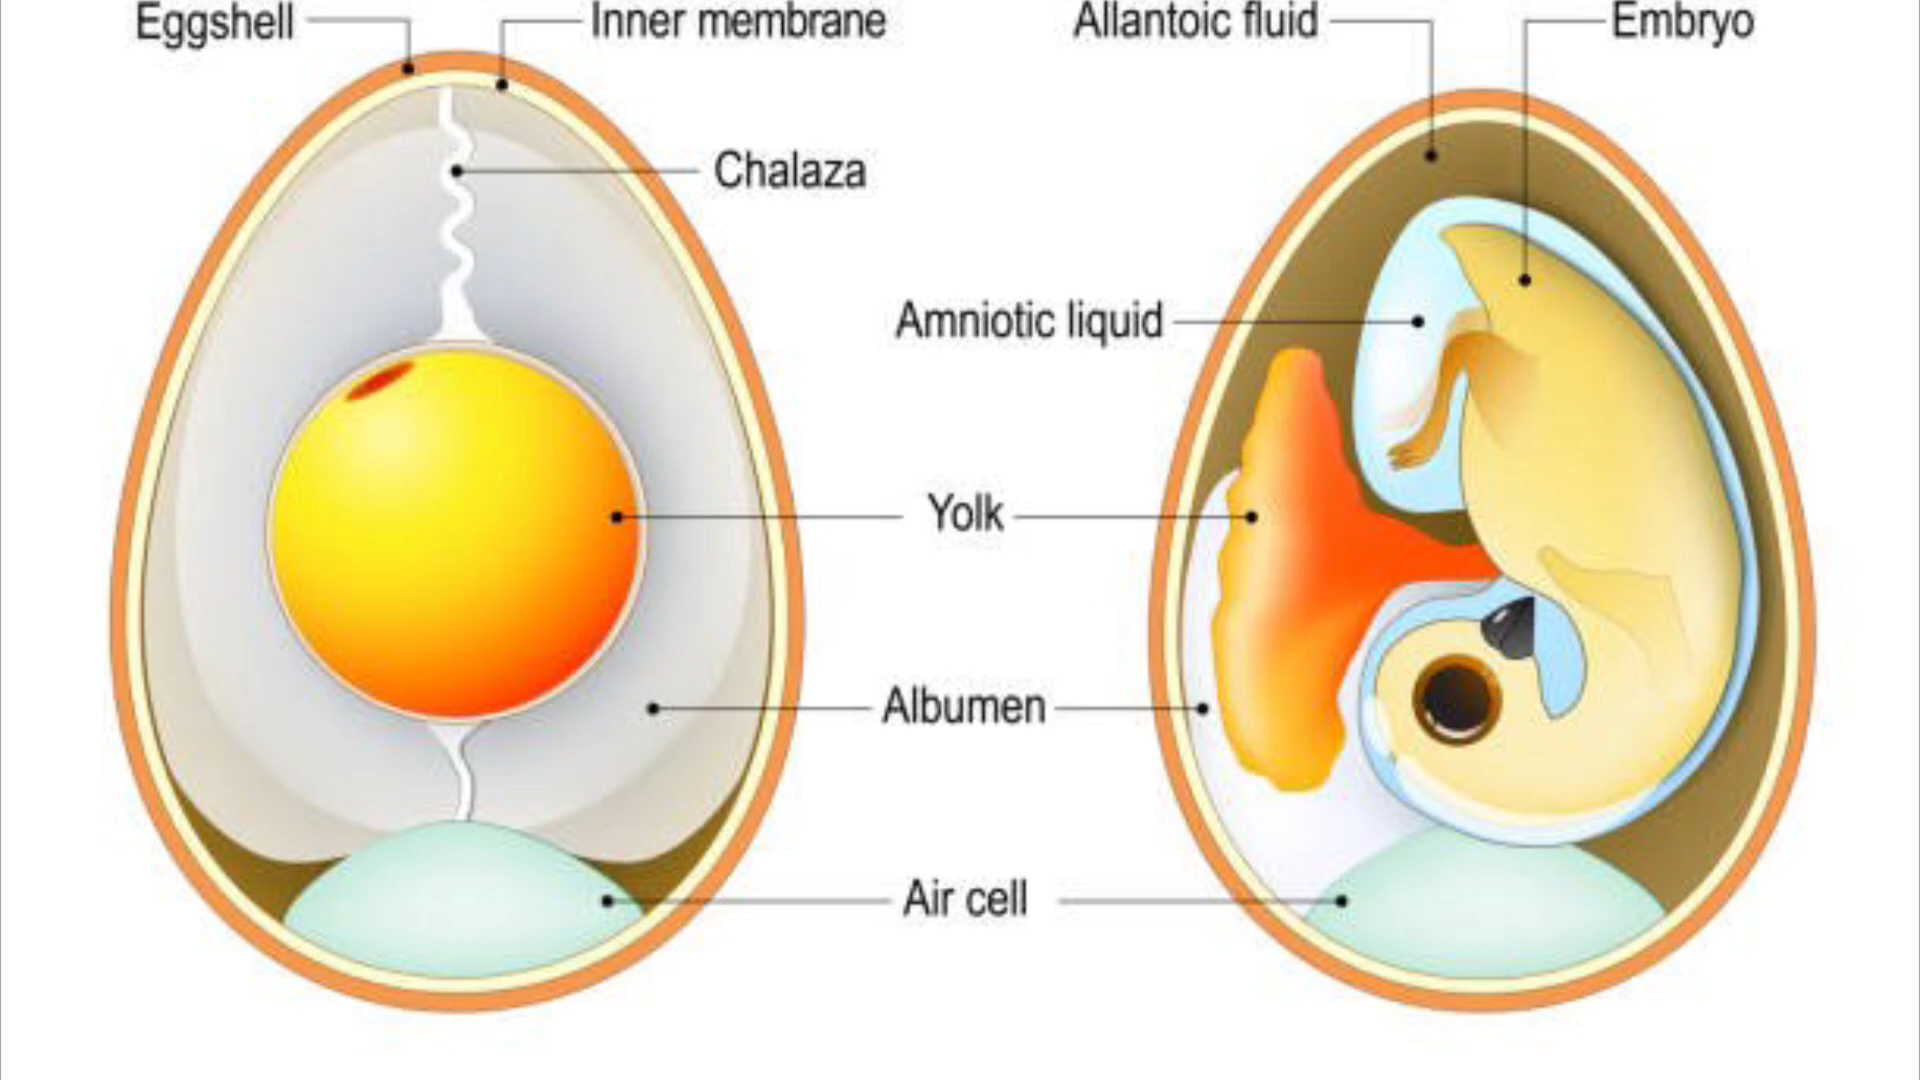 Eggshell
Inner membrane
Allantoic fluid
Embryo
Chalaza
Amniotic liquid
Yolk
Albumen
Air cell